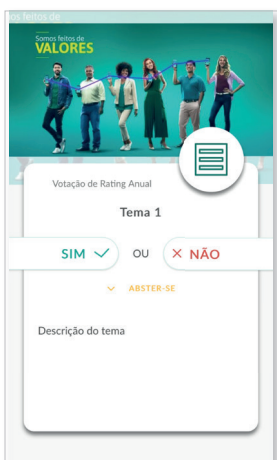 Somos feitos de
VALORES
Votação de Rating Anual
Tema 1
SIM OU NÃO
ABSTER-SE
Descrição do tema